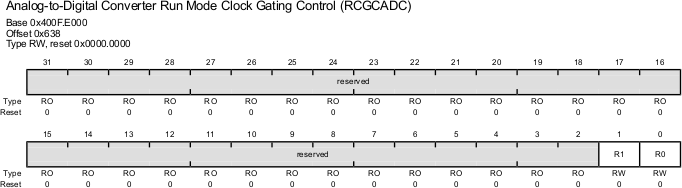 Analog-to-Digital Converter Run Mode Clock Gating Control (RCGCADC)
Base 0x400F.E000
Offset 0x638
Type RW, reset 0x0000.0000
31 30 29 28 27 26 25 24 23 22 21 20 19 18 17 16
reserved
Type RO RO RO RO RO RO RO RO RO RO RO RO RO RO RO RO
Reset 0 0 0 0 0 0 0 0 0 0 0 0 0 0 0 0
15 14 13 12 11 10 9 8 7 6 5 4 3 2 1 0
reserved R1 R0
Type RO RO RO RO RO RO RO RO RO RO RO RO RO RO RW RW
Reset 0 0 0 0 0 0 0 0 0 0 0 0 0 0 0 0